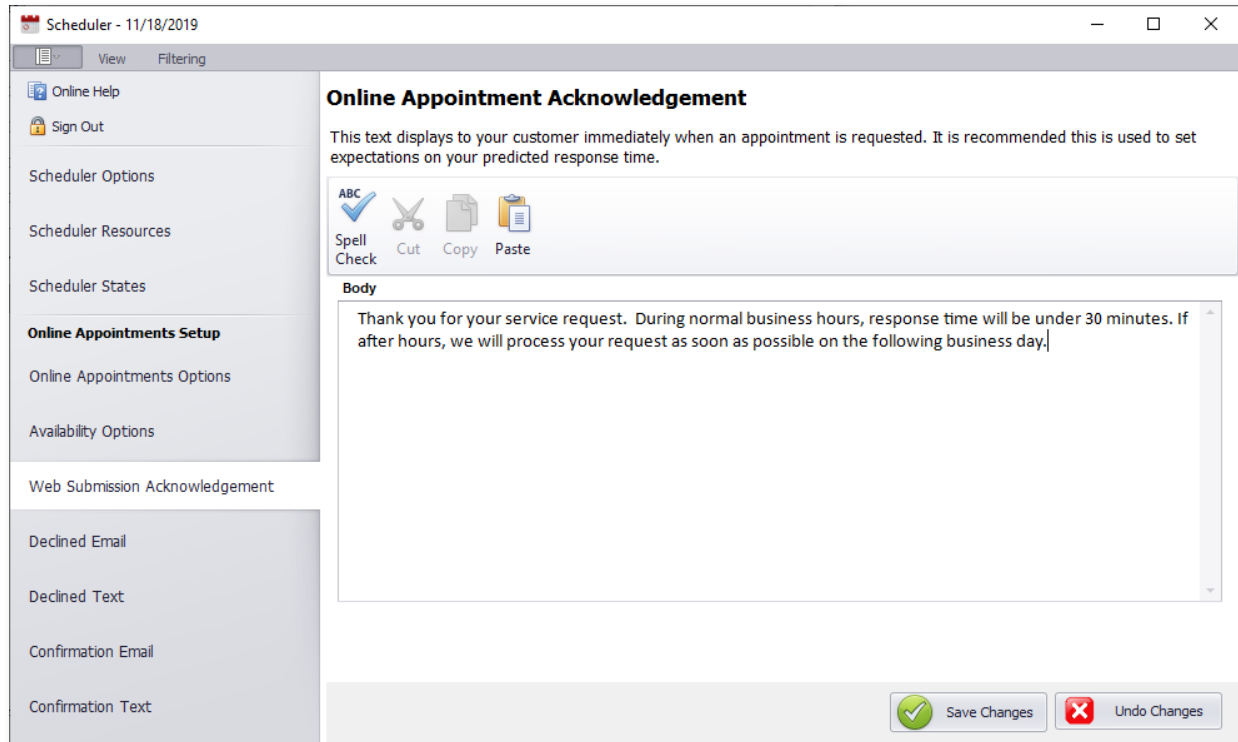 Scheduler - 11/18/2019
View Filtering
Online Help
Sign Out
Scheduler Options
Scheduler Resources
Scheduler States
Online Appointments Setup
Online Appointments Options
Availability Options
Web Submission Acknowledgement
Declined Email
Declined Text
Confirmation Email
Confirmation Text
Online Appointment Acknowledgement
This text displays to your customer immediately when an appointment is requested. It is recommended this is used to set
expectations on your predicted response time.
ABC
Spell
Check
Cut Copy Paste
Body
Thank you for your service request.  During normal business hours, response time will be under 30 minutes. If
after hours, we will process your request as soon as possible on the following business day.
Save Changes Undo Changes